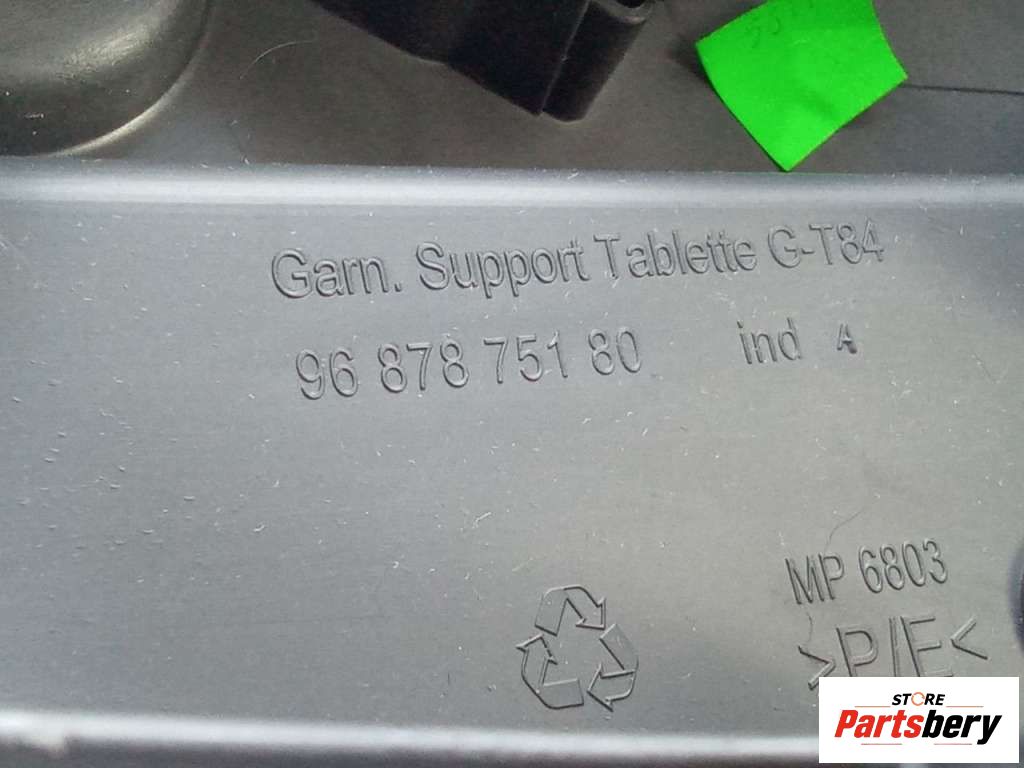 Garn. Support Tablette G-T84
96 878 751 80 ind A
MP 6803
>P/E<
STORE
Partsbery